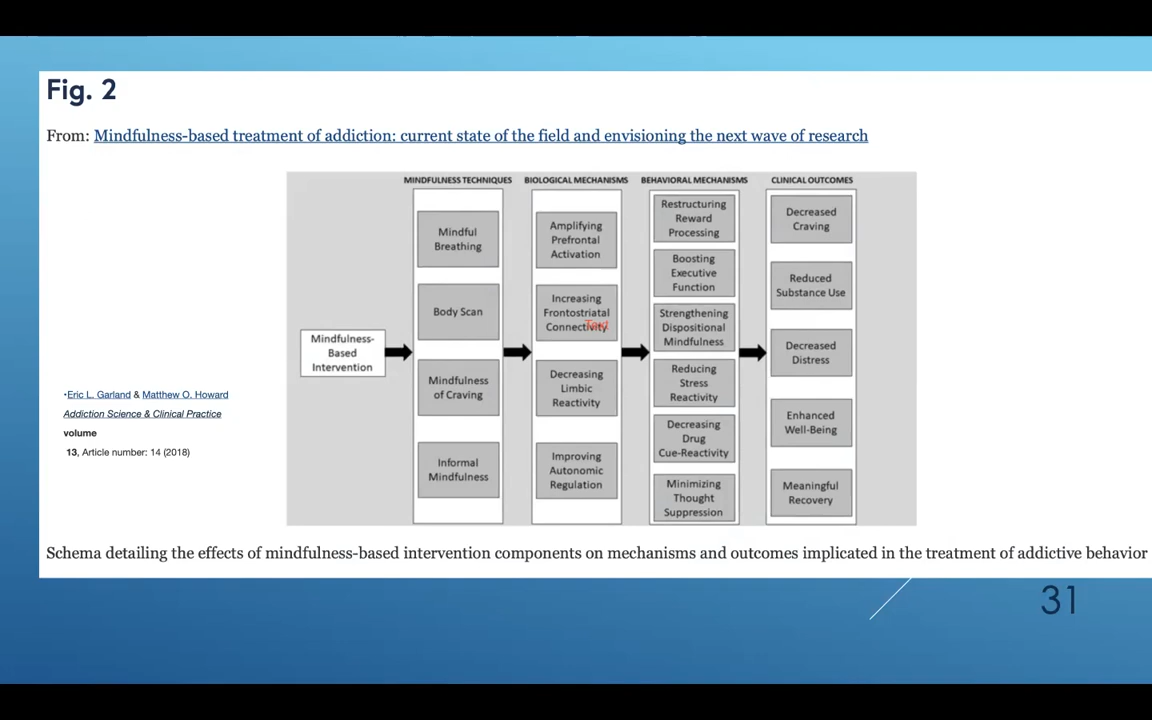 Fig. 2
From: Mindfulness-based treatment of addiction: current state of the field and envisioning the next wave of research
MINDFULNESS TECHNIQUES
BIOLOGICAL MECHANISMS
BEHAVIORAL MECHANISMS
CLINICAL OUTCOMES
Mindfulness-
Based
Intervention
Mindful
Breathing
Body Scan
Mindfulness
of Craving
Informal
Mindfulness
Amplifying
Prefrontal
Activation
Increasing
Frontostriatal
Connectivity
Text
Decreasing
Limbic
Reactivity
Improving
Autonomic
Regulation
Restructuring
Reward
Processing
Boosting
Executive
Function
Strengthening
Dispositional
Mindfulness
Reducing
Stress
Reactivity
Decreasing
Drug
Cue-Reactivity
Minimizing
Thought
Suppression
Decreased
Craving
Reduced
Substance Use
Decreased
Distress
Enhanced
Well-Being
Meaningful
Recovery
•Eric L. Garland & Matthew O. Howard
Addiction Science & Clinical Practice
volume
13, Article number: 14 (2018)
Schema detailing the effects of mindfulness-based intervention components on mechanisms and outcomes implicated in the treatment of addictive behavior
31